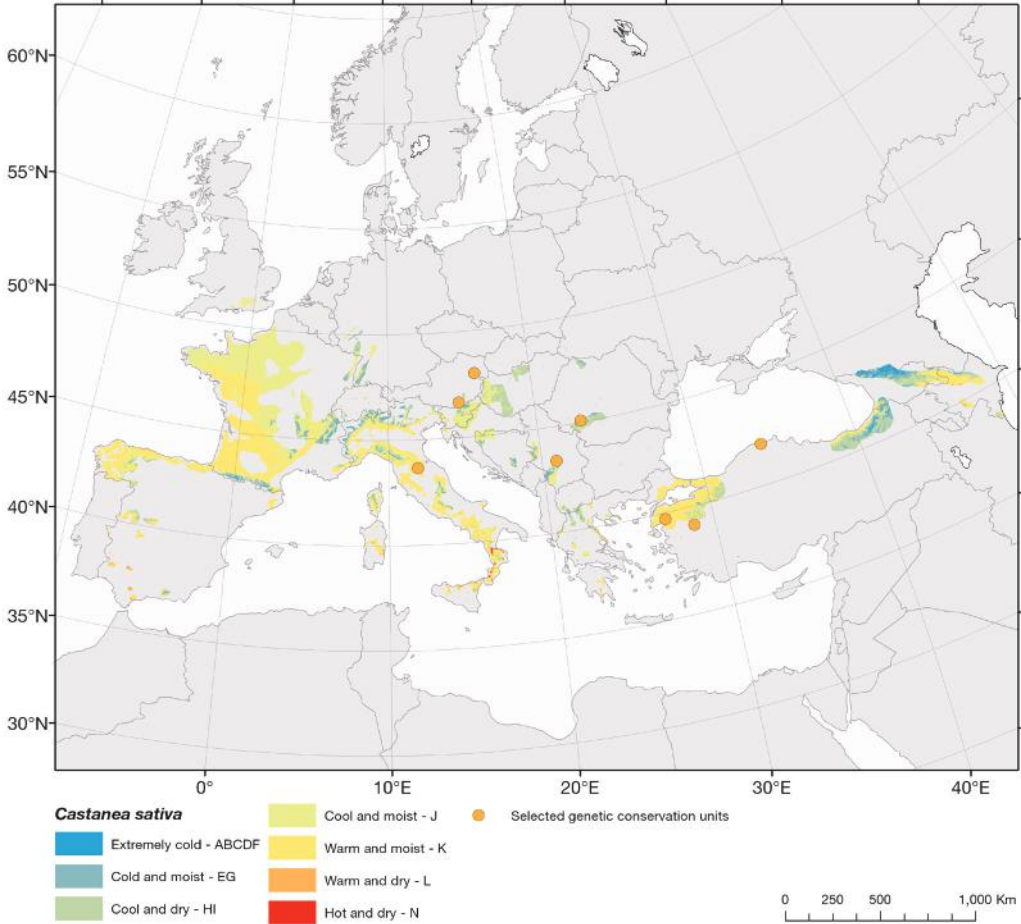 60°N
55°N
50°N
45°N
40°N
35°N
30°N
0°
10°E
20°E
30°E
40°E
Castanea sativa
Extremely cold - ABCDF
Cold and moist - EG
Cool and dry - HI
Cool and moist - J
Warm and moist - K
Warm and dry - L
Hot and dry - N
Selected genetic conservation units
0 250 500 1,000 Km